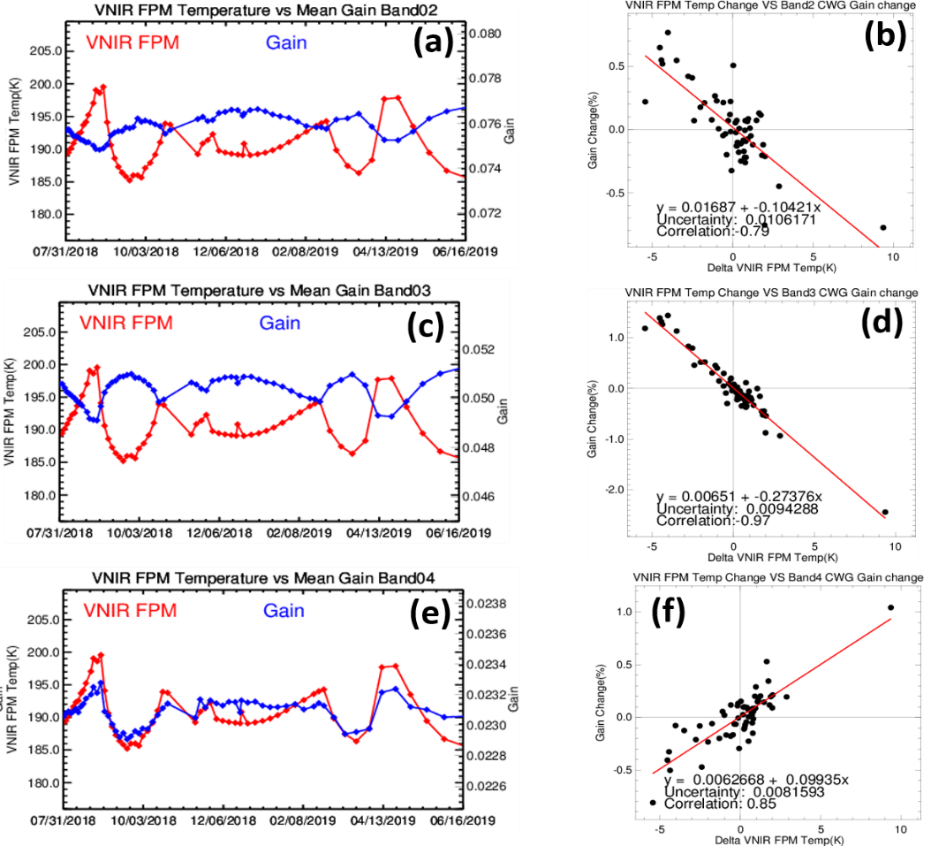 VNIR FPM Temperature vs Mean Gain Band02
(a)
VNIR FPM
Gain
205.0
200.0
195.0
190.0
185.0
180.0
VNIR FPM Temp(K)
0.080
0.078
0.076
0.074
0.072
Gain
07/31/2018 10/03/2018 12/06/2018 02/08/2019 04/13/2019 06/16/2019
VNIR FPM Temp Change VS Band2 CWG Gain change
(b)
0.5
0.0
-0.5
Gain Change(%)
y = 0.01687 + -0.10421x
Uncertainty: 0.0106171
Correlation:-0.79
-5 0 5 10
Delta VNIR FPM Temp(K)
VNIR FPM Temperature vs Mean Gain Band03
(c)
VNIR FPM
Gain
205.0
200.0
195.0
190.0
185.0
180.0
VNIR FPM Temp(K)
0.052
0.050
0.048
0.046
Gain
07/31/2018 10/03/2018 12/06/2018 02/08/2019 04/13/2019 06/16/2019
VNIR FPM Temp Change VS Band3 CWG Gain change
(d)
1.0
0.0
-1.0
-2.0
Gain Change(%)
y = 0.00651 + -0.27376x
Uncertainty: 0.0094288
Correlation:-0.97
-5 0 5 10
Delta VNIR FPM Temp(K)
VNIR FPM Temperature vs Mean Gain Band04
(e)
VNIR FPM
Gain
205.0
200.0
195.0
190.0
185.0
180.0
Gain
VNIR FPM Temp(K)
0.0238
0.0236
0.0234
0.0232
0.0230
0.0228
0.0226
Gain
07/31/2018 10/03/2018 12/06/2018 02/08/2019 04/13/2019 06/16/2019
VNIR FPM Temp Change VS Band4 CWG Gain change
(f)
1.0
0.5
0.0
-0.5
Gain Change(%)
y = 0.0062668 + 0.09935x
Uncertainty: 0.0081593
Correlation: 0.85
-5 0 5 10
Delta VNIR FPM Temp(K)